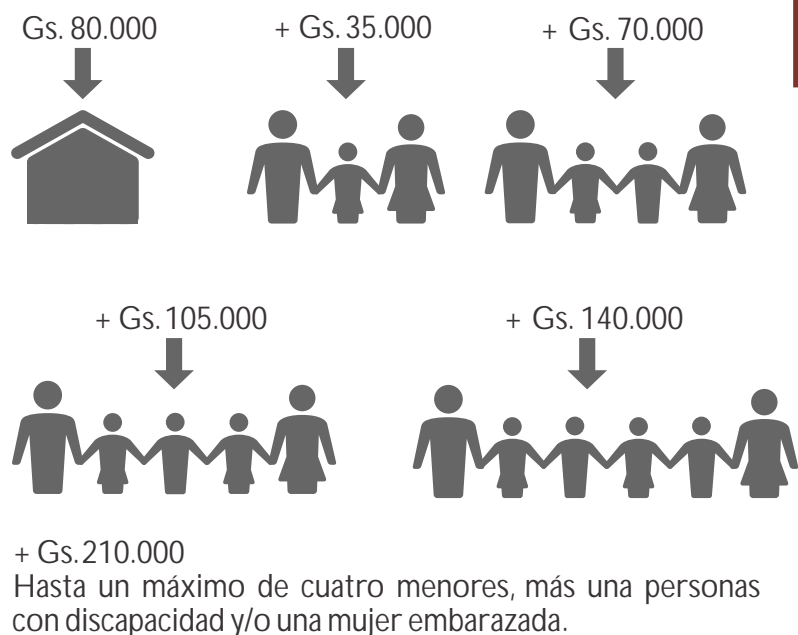 Gs. 80.000
+ Gs. 35.000
+ Gs. 70.000
+ Gs. 105.000
+ Gs. 140.000
+ Gs.210.000
Hasta un máximo de cuatro menores, más una personas
con discapacidad y/o una mujer embarazada.